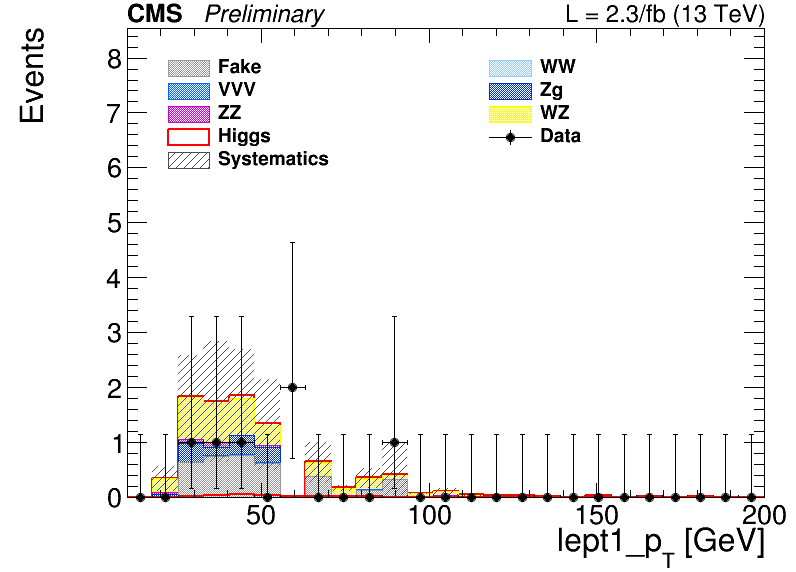 CMS Preliminary L = 2.3/fb (13 TeV)
Events
8
7
6
5
4
3
2
1
0
Fake
VVV
ZZ
Higgs
Systematics
WW
Zg
WZ
Data
50 100 150 200
lept1_pT [GeV]